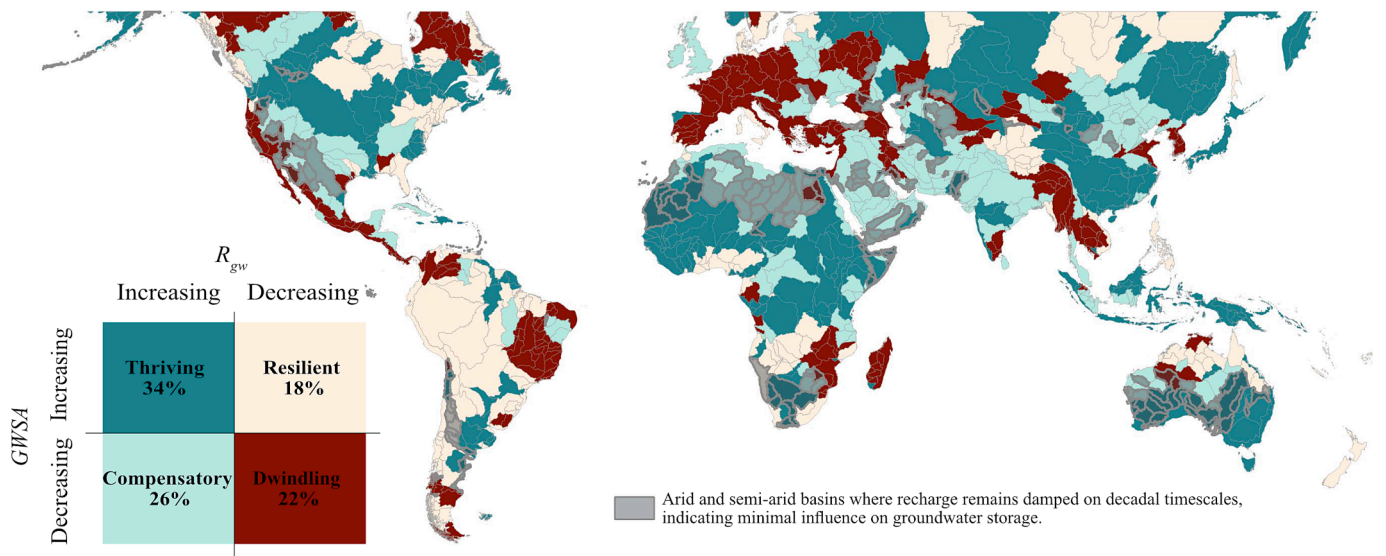 R_gw
Increasing Decreasing
GWSA
Increasing
Thriving
34%
Resilient
18%
Decreasing
Compensatory
26%
Dwindling
22%
Arid and semi-arid basins where recharge remains damped on decadal timescales,
indicating minimal influence on groundwater storage.